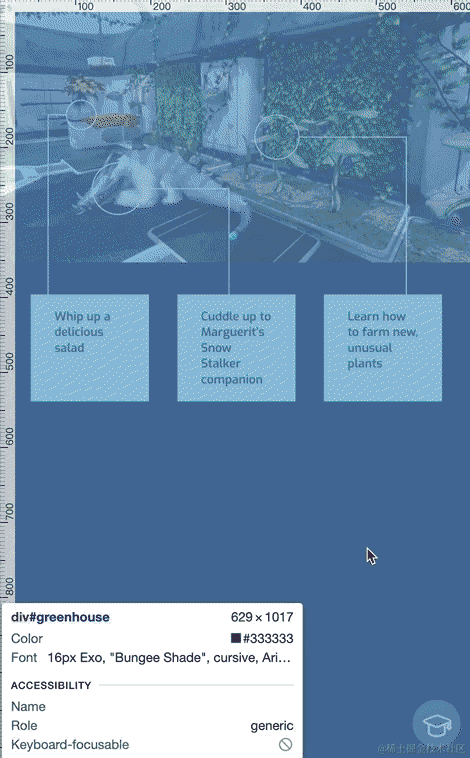 100
200
300
400
500
600
100
200
300
400
500
600
700
800
Whip up a
delicious
salad
Cuddle up to
Marguerit's
Snow
Stalker
companion
Learn how
to farm new,
unusual
plants
div#greenhouse 629 × 1017
Color #333333
Font 16px Exo, "Bungee Shade", cursive, Ari...
ACCESSIBILITY
Name
Role generic
Keyboard-focusable
@稀土掘金技术社区